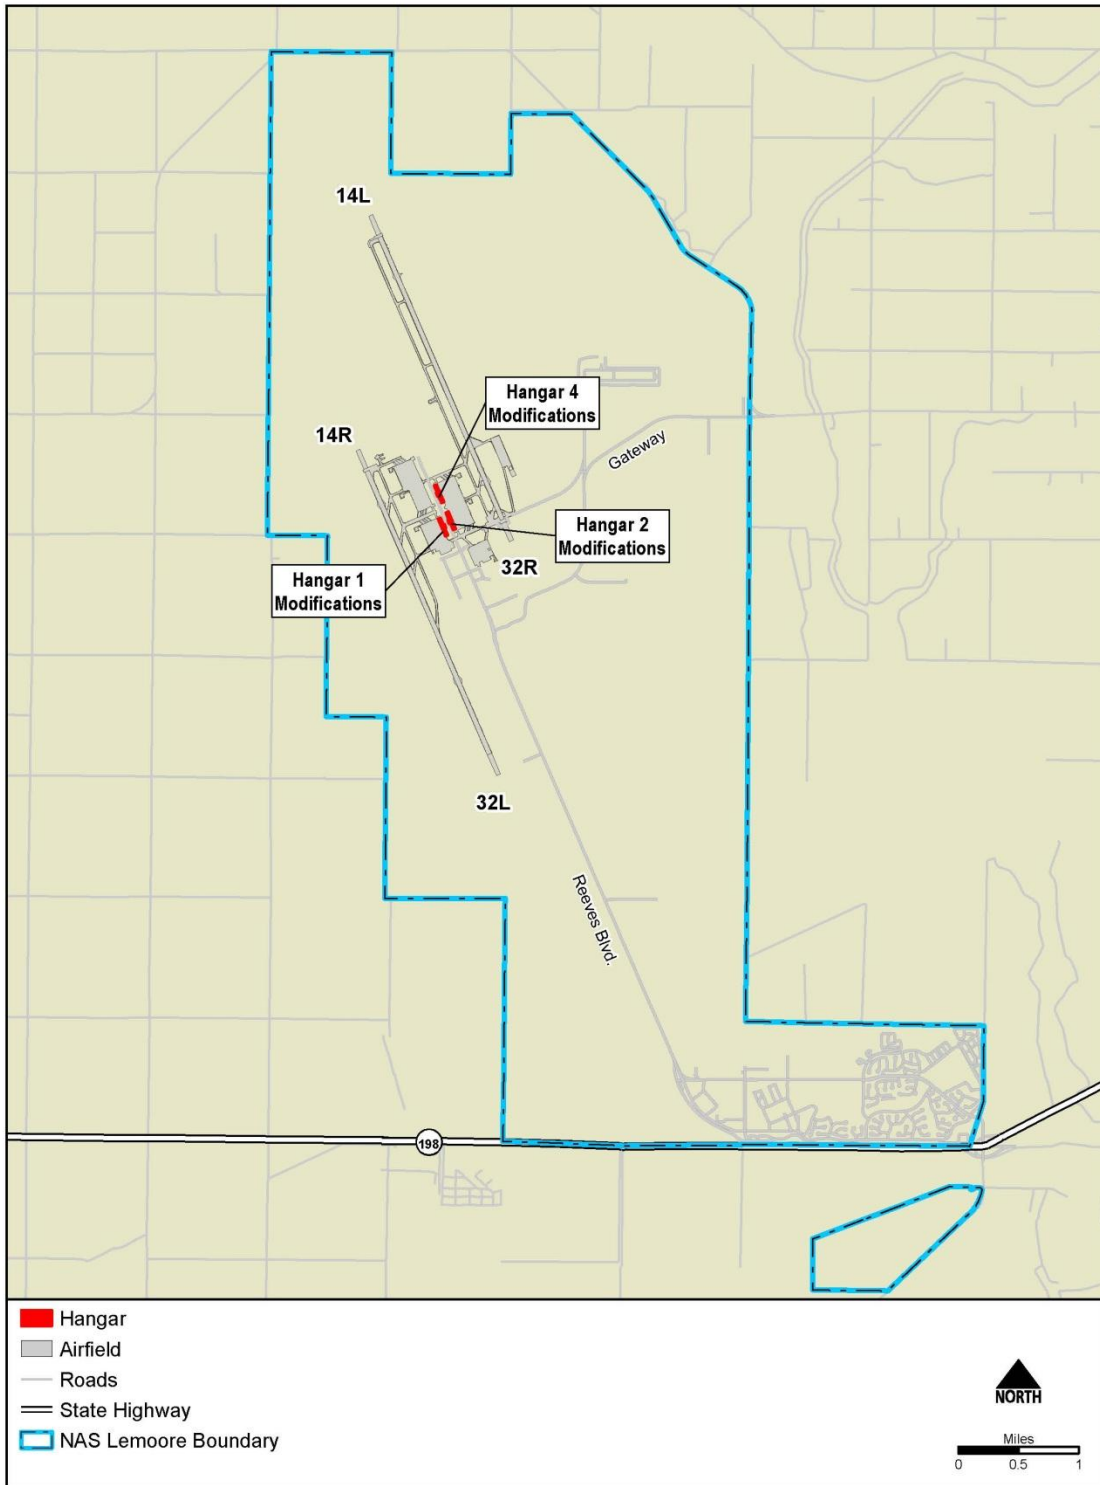 14L
Hangar 4
Modifications
14R
Gateway
Hangar 2
Modifications
32R
Hangar 1
Modifications
32L
Reeves Blvd.
198
Hangar
Airfield
Roads
State Highway
NAS Lemoore Boundary
NORTH
Miles
0 0.5 1